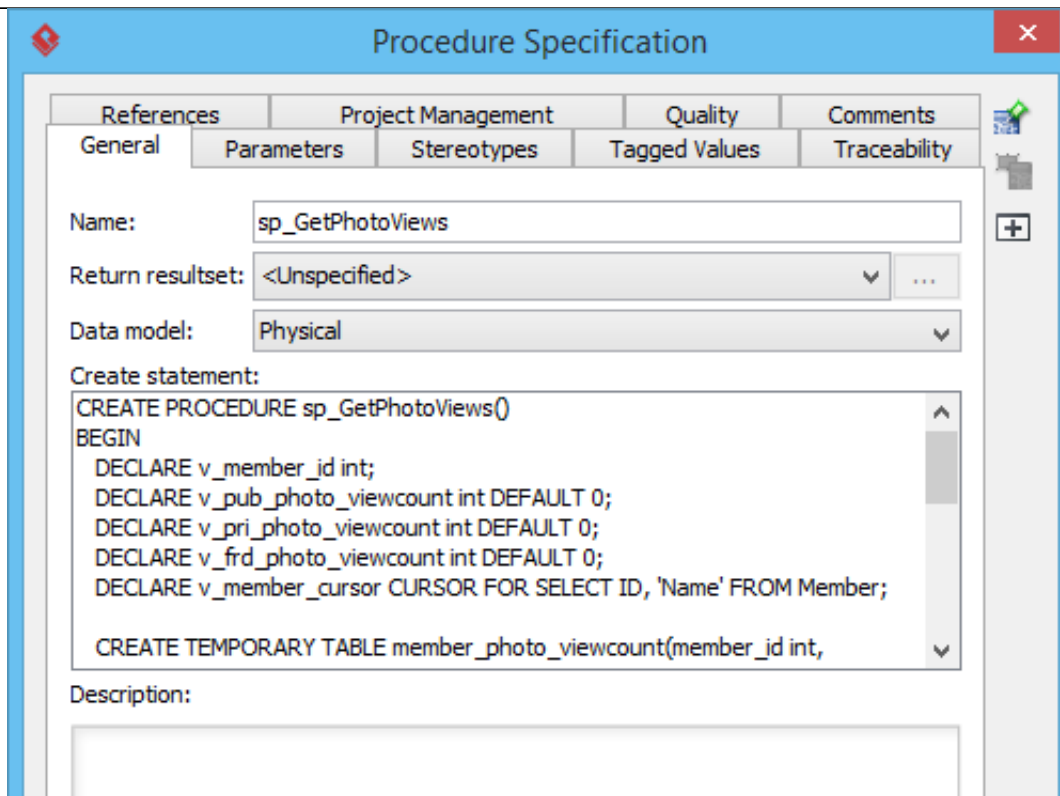 Procedure Specification
References Project Management Quality Comments
General Parameters Stereotypes Tagged Values Traceability
Name: sp_GetPhotoViews
Return resultset: <Unspecified> ...
Data model: Physical
Create statement:
CREATE PROCEDURE sp_GetPhotoViews()
BEGIN
DECLARE v_member_id int;
DECLARE v_pub_photo_viewcount int DEFAULT 0;
DECLARE v_pri_photo_viewcount int DEFAULT 0;
DECLARE v_frd_photo_viewcount int DEFAULT 0;
DECLARE v_member_cursor CURSOR FOR SELECT ID, 'Name' FROM Member;
CREATE TEMPORARY TABLE member_photo_viewcount(member_id int,
Description: